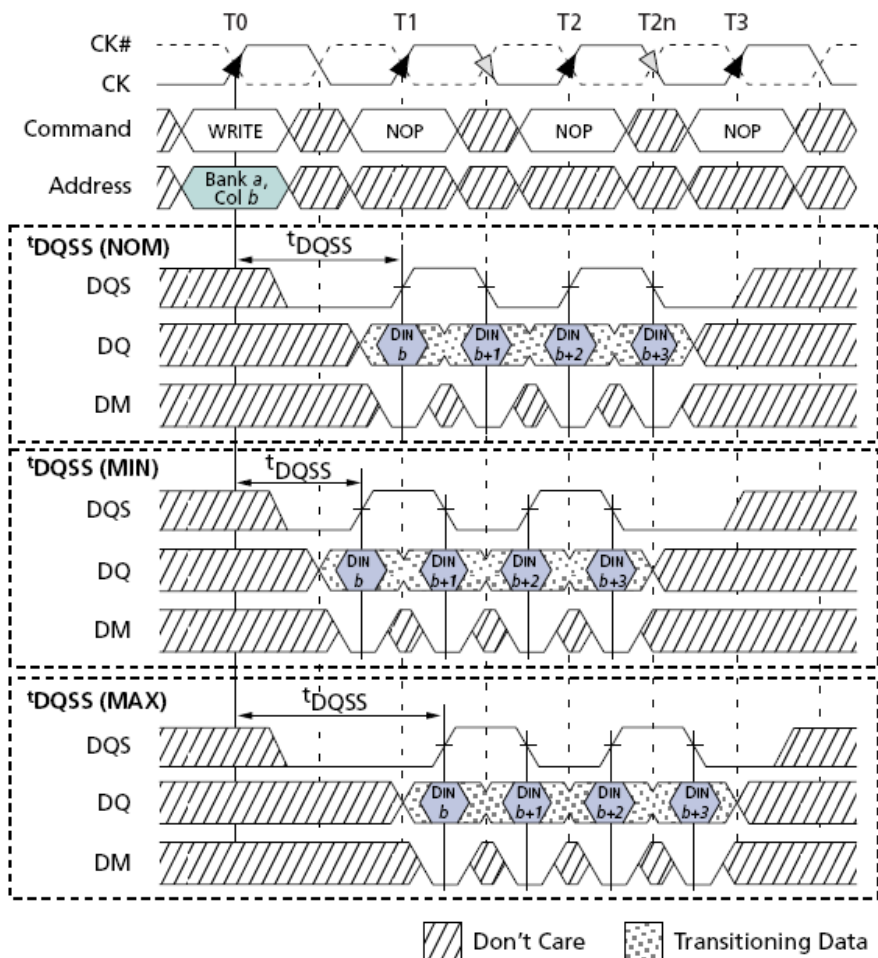 T0 T1 T2 T2n T3
CK#
CK
Command WRITE NOP NOP NOP
Address Bank a,
Col b
tDQSS (NOM) tDQSS
DQS
DQ DIN b DIN b+1 DIN b+2 DIN b+3
DM
tDQSS (MIN) tDQSS
DQS
DQ DIN b DIN b+1 DIN b+2 DIN b+3
DM
tDQSS (MAX) tDQSS
DQS
DQ DIN b DIN b+1 DIN b+2 DIN b+3
DM
Don't Care Transitioning Data